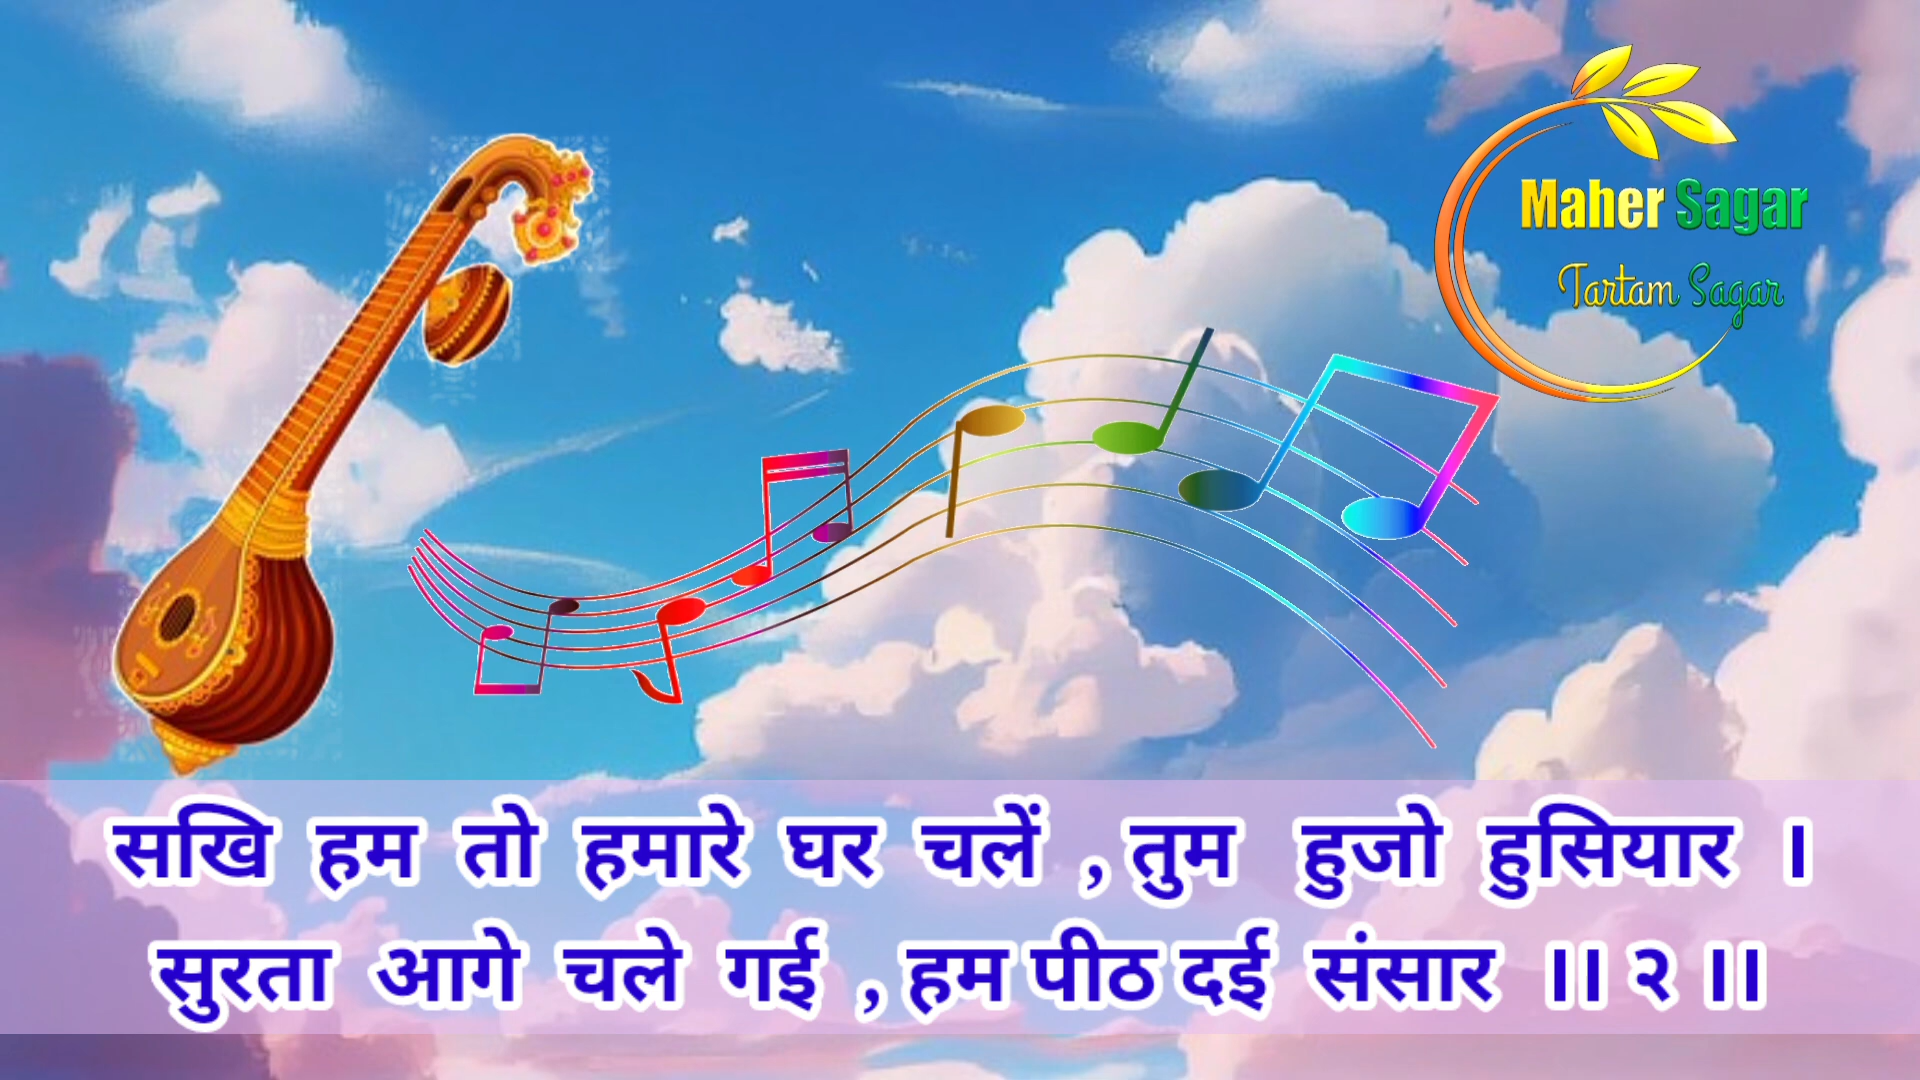 Maher Sagar
Tartam Sagar
सखि हम तो हमारे घर चलें , तुम हुजो हुसियार ।
सुरता आगे चले गई , हम पीठ दई संसार ।। २ ।।